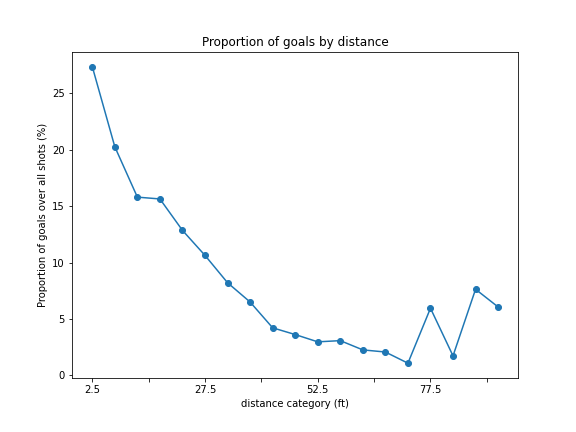 Proportion of goals by distance
Proportion of goals over all shots (%)
25
20
15
10
5
0
2.5 27.5 52.5 77.5
distance category (ft)